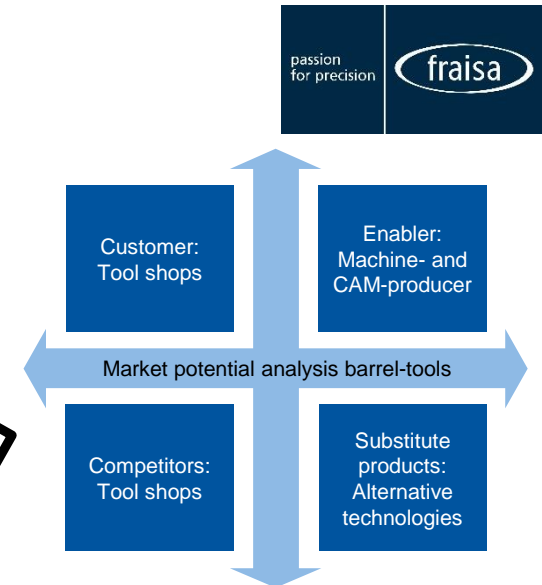 passion
for precision
fraisa
Customer:
Tool shops
Enabler:
Machine- and
CAM-producer
Market potential analysis barrel-tools
Competitors:
Tool shops
Substitute
products:
Alternative
technologies